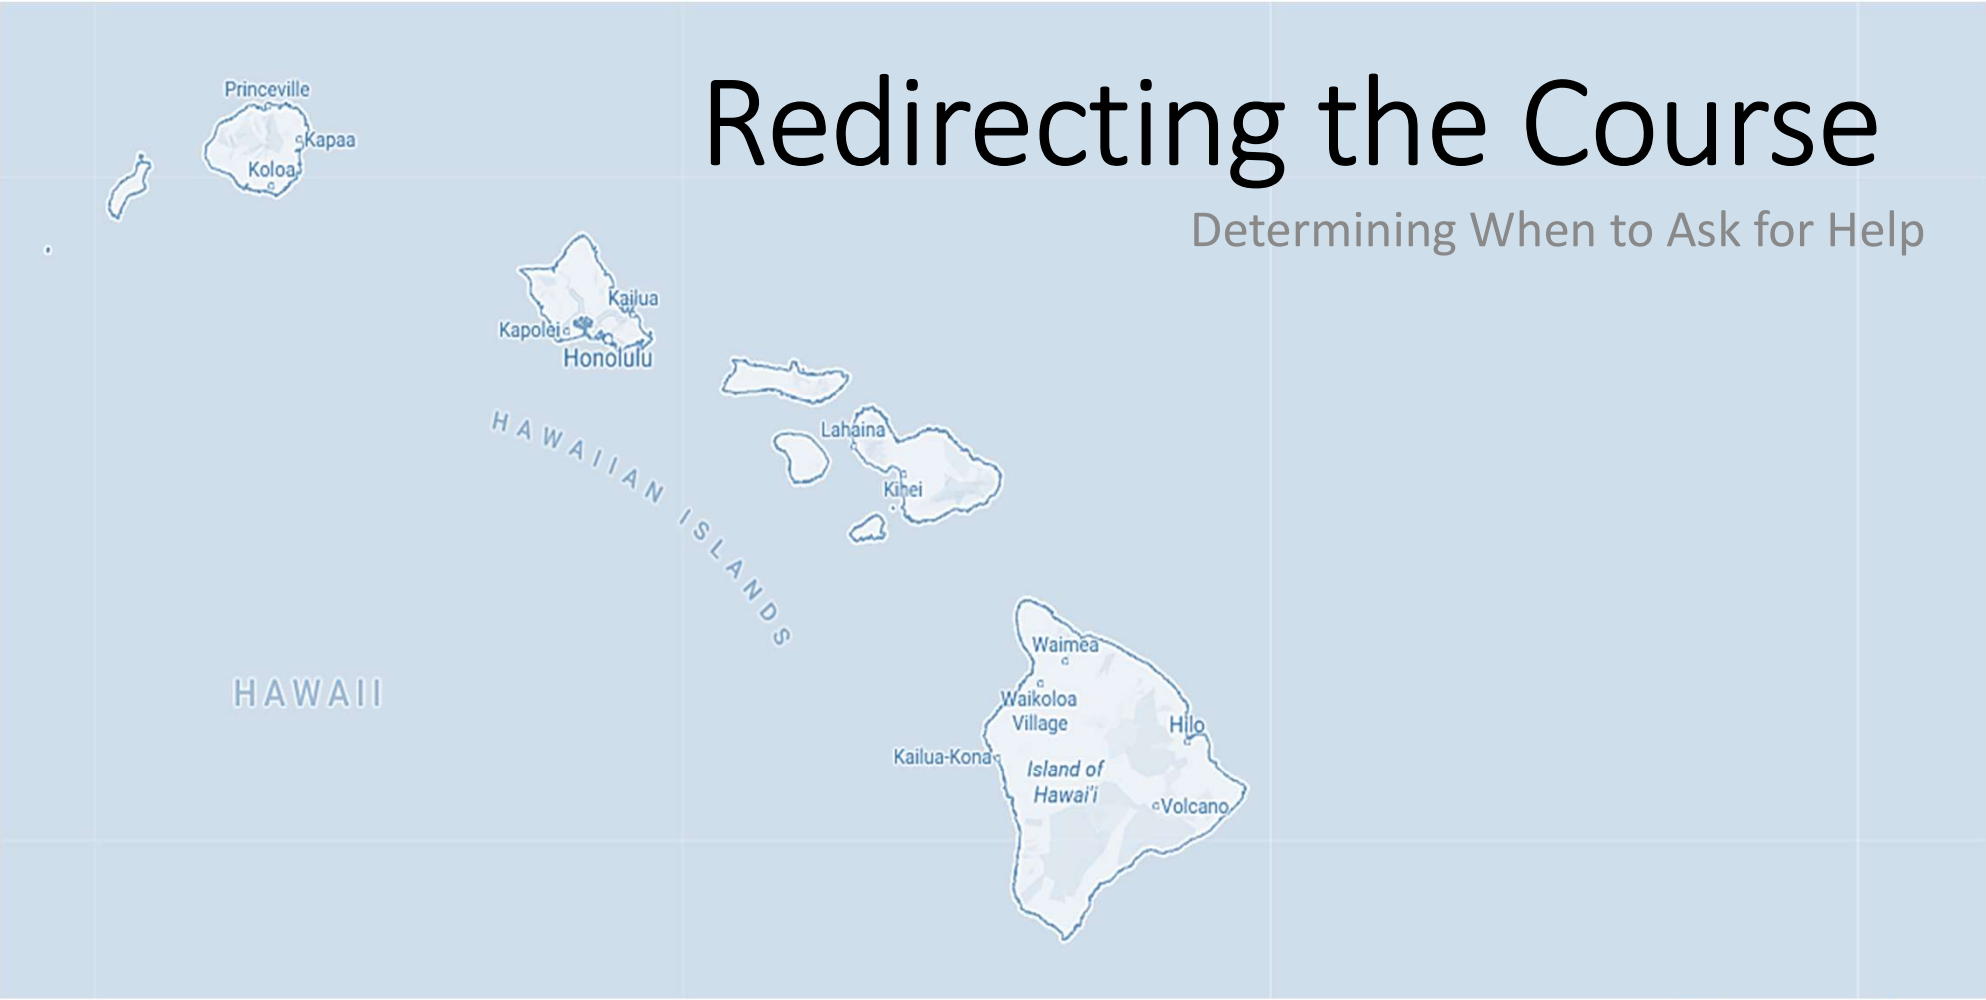 Redirecting the Course
Determining When to Ask for Help
Princeville
Kapaa
Koloa
Kailua
Kapolei
Honolulu
HAWAIIAN ISLANDS
Lahaina
Kihei
Waimea
Waikoloa
Village
HAWAII
Hilo
Kailua-Kona
Island of
Hawai'i
Volcano